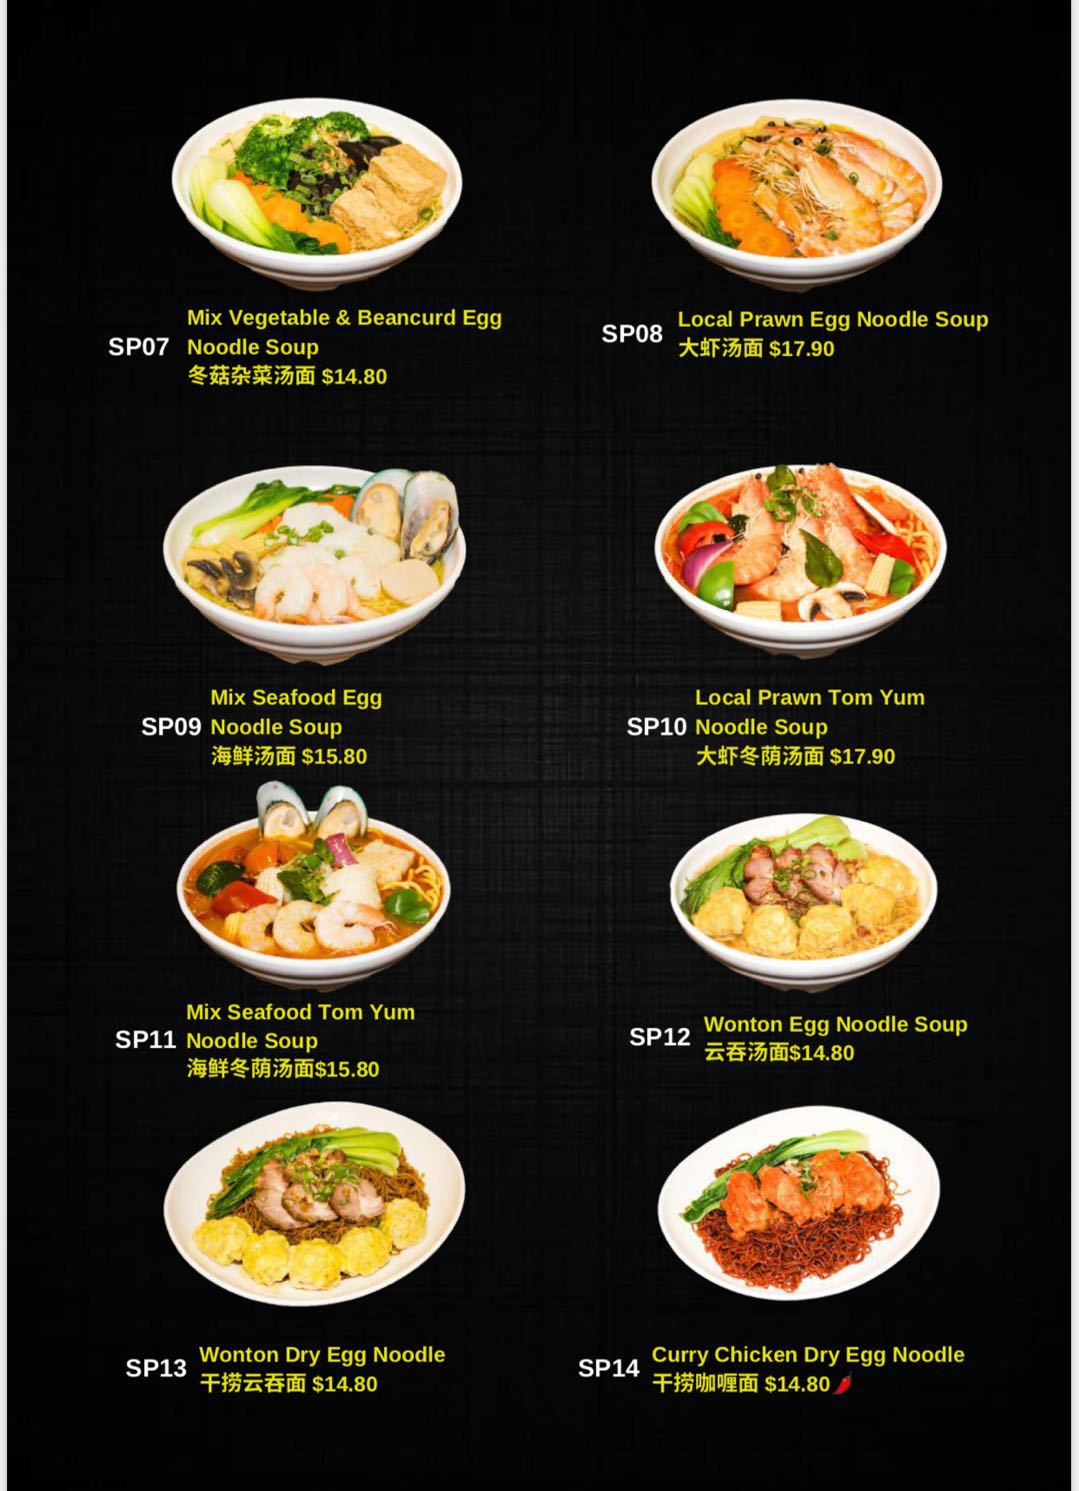 SP07
Mix Vegetable & Beancurd Egg
Noodle Soup
冬菇杂菜汤面 $14.80
SP08
Local Prawn Egg Noodle Soup
大虾汤面 $17.90
SP09
Mix Seafood Egg
Noodle Soup
海鲜汤面 $15.80
SP10
Local Prawn Tom Yum
Noodle Soup
大虾冬荫汤面 $17.90
SP11
Mix Seafood Tom Yum
Noodle Soup
海鲜冬荫汤面$15.80
SP12
Wonton Egg Noodle Soup
云吞汤面$14.80
SP13
Wonton Dry Egg Noodle
干捞云吞面 $14.80
SP14
Curry Chicken Dry Egg Noodle
干捞咖喱面 $14.80🌶️